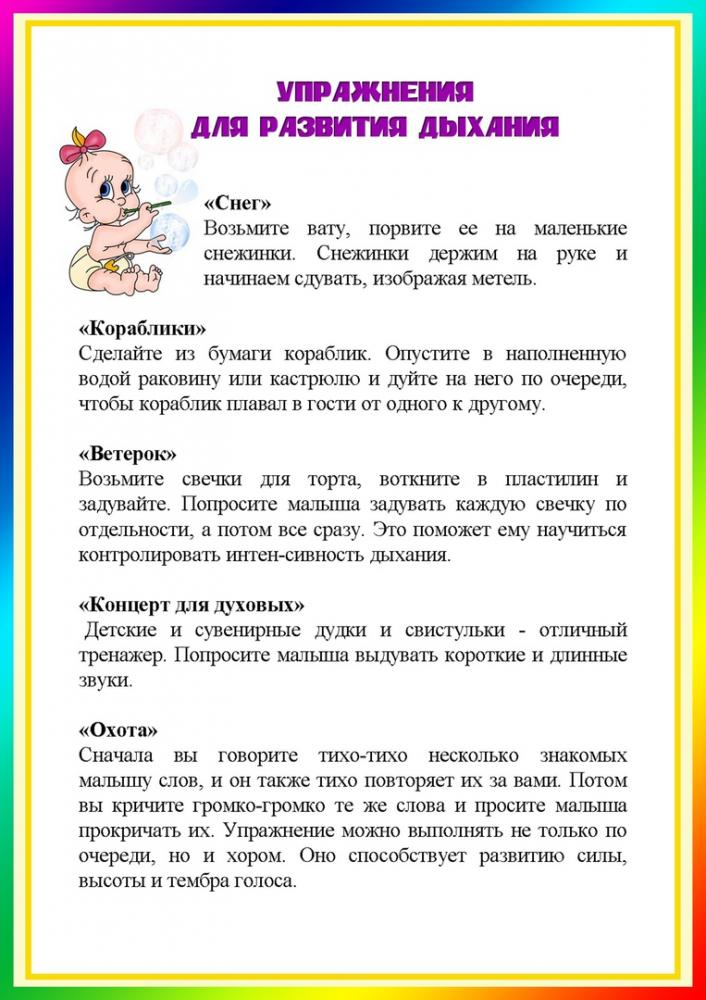 УПРАЖНЕНИЯ
ДЛЯ РАЗВИТИЯ ДЫХАНИЯ
«Снег»
Возьмите вату, порвите ее на маленькие
снежинки. Снежинки держим на руке и
начинаем сдувать, изображая метель.
«Кораблики»
Сделайте из бумаги кораблик. Опустите в наполненную
водой раковину или кастрюлю и дуйте на него по очереди,
чтобы кораблик плавал в гости от одного к другому.
«Ветерок»
Возьмите свечки для торта, воткните в пластилин и
задувайте. Попросите малыша задувать каждую свечку по
отдельности, а потом все сразу. Это поможет ему научиться
контролировать интен-сивность дыхания.
«Концерт для духовых»
Детские и сувенирные дудки и свистульки - отличный
тренажер. Попросите малыша выдувать короткие и длинные
звуки.
«Охота»
Сначала вы говорите тихо-тихо несколько знакомых
малышу слов, и он также тихо повторяет их за вами. Потом
вы кричите громко-громко те же слова и просите малыша
прокричать их. Упражнение можно выполнять не только по
очереди, но и хором. Оно способствует развитию силы,
высоты и тембра голоса.